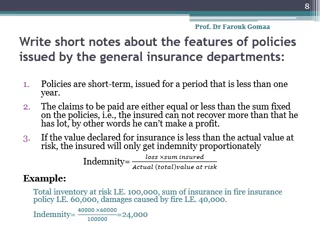 8
Prof. Dr Farouk Gomaa
Write short notes about the features of policies
issued by the general insurance departments:
1. Policies are short-term, issued for a period that is less than one
year.
2. The claims to be paid are either equal or less than the sum fixed
on the policies, i.e., the insured can not recover more than that he
has lot, by other words he can't make a profit.
3. If the value declared for insurance is less than the actual value at
risk, the insured will only get indemnity proportionately
Indemnity= loss ×sum insured / Actual (total)value at risk
Example:
Total inventory at risk I.E. 100,000, sum of insurance in fire insurance
policy I.E. 60,000, damages caused by fire I.E. 40,000.
Indemnity= 40000 ×60000 / 100000 =24,000